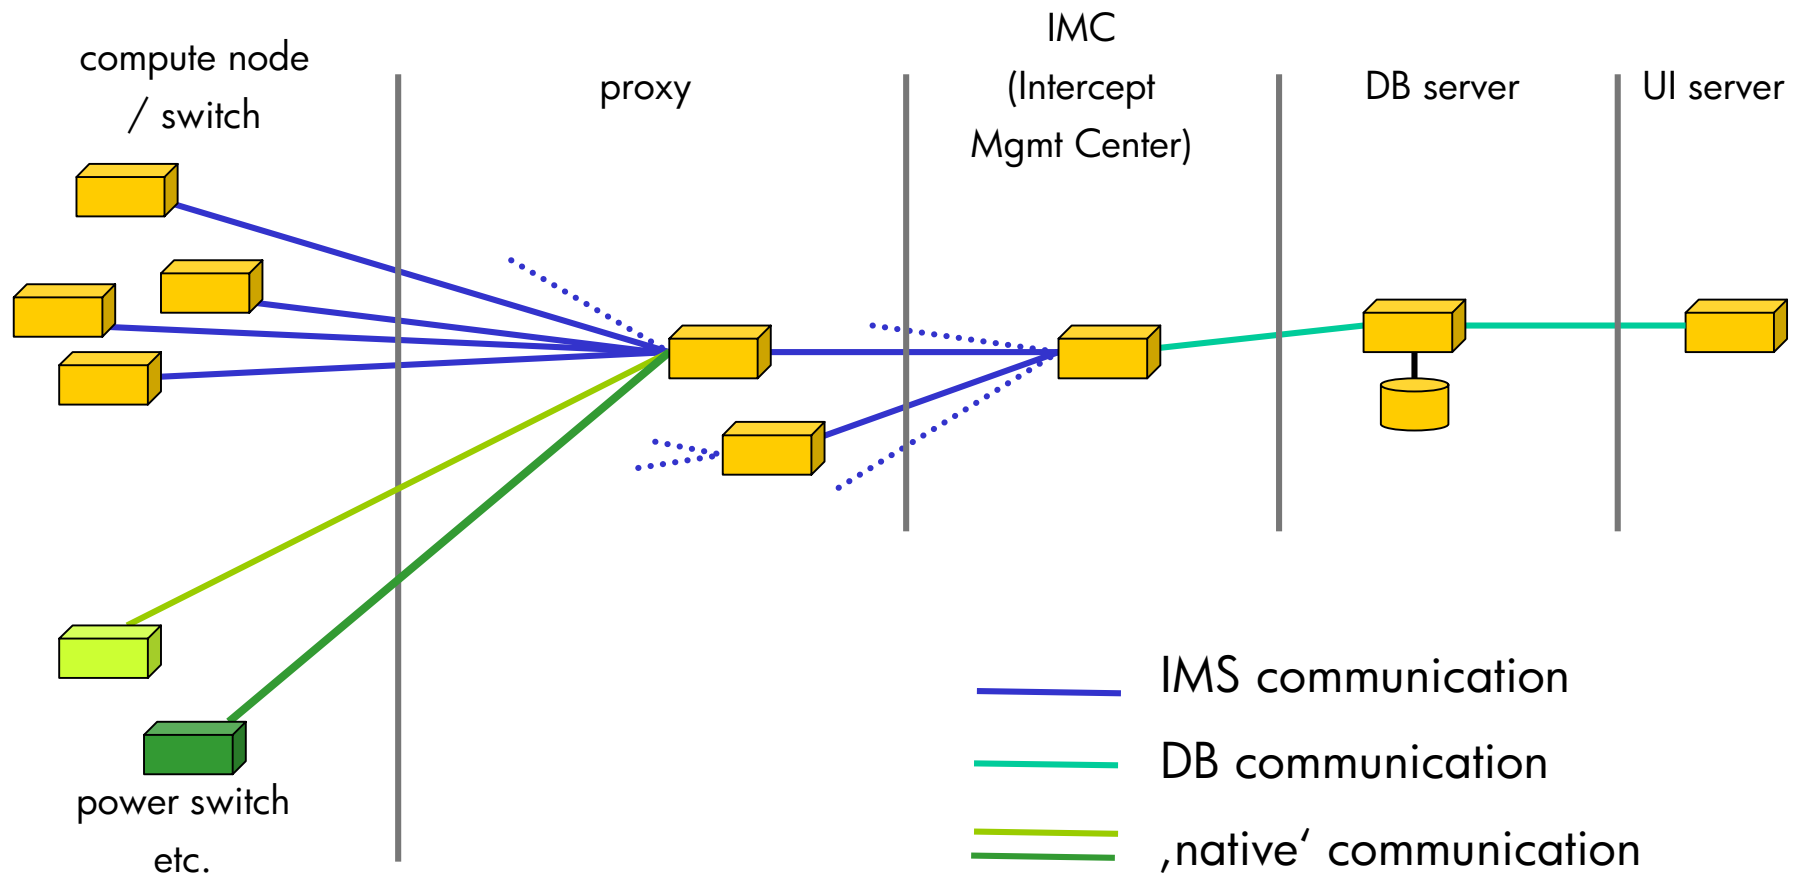 compute node
/ switch
proxy
IMC
(Intercept
Mgmt Center)
DB server
UI server
power switch
etc.
IMS communication
DB communication
‚native‘ communication